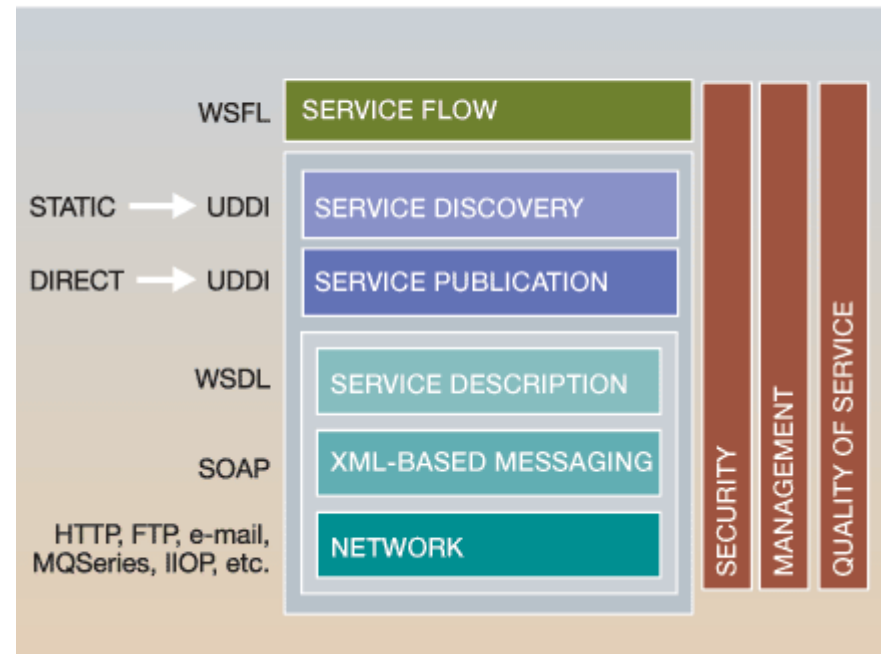 WSFL SERVICE FLOW
STATIC UDDI SERVICE DISCOVERY
DIRECT UDDI SERVICE PUBLICATION
WSDL SERVICE DESCRIPTION
SOAP XML-BASED MESSAGING
HTTP, FTP, e-mail,
MQSeries, IIOP, etc.
NETWORK
SECURITY
MANAGEMENT
QUALITY OF SERVICE